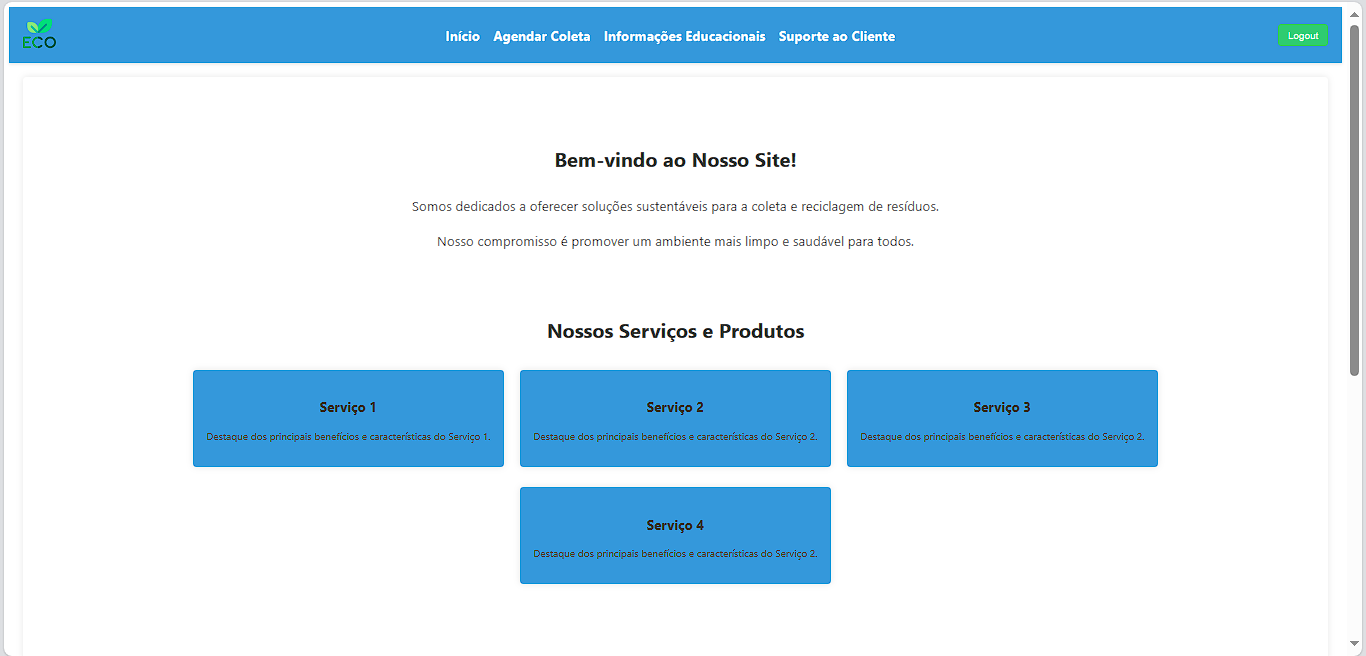 ECO
Início Agendar Coleta Informações Educacionais Suporte ao Cliente Logout
Bem-vindo ao Nosso Site!
Somos dedicados a oferecer soluções sustentáveis para a coleta e reciclagem de resíduos.
Nosso compromisso é promover um ambiente mais limpo e saudável para todos.
Nossos Serviços e Produtos
Serviço 1
Destaque dos principais benefícios e características do Serviço 1.
Serviço 2
Destaque dos principais benefícios e características do Serviço 2.
Serviço 3
Destaque dos principais benefícios e características do Serviço 2.
Serviço 4
Destaque dos principais benefícios e características do Serviço 2.